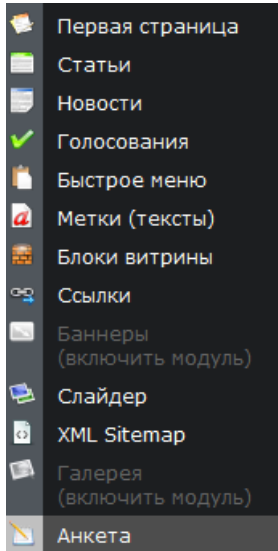 Первая страница
Статьи
Новости
Голосования
Быстрое меню
Метки (тексты)
Блоки витрины
Ссылки
Баннеры
(включить модуль)
Слайдер
XML Sitemap
Галерея
(включить модуль)
Анкета